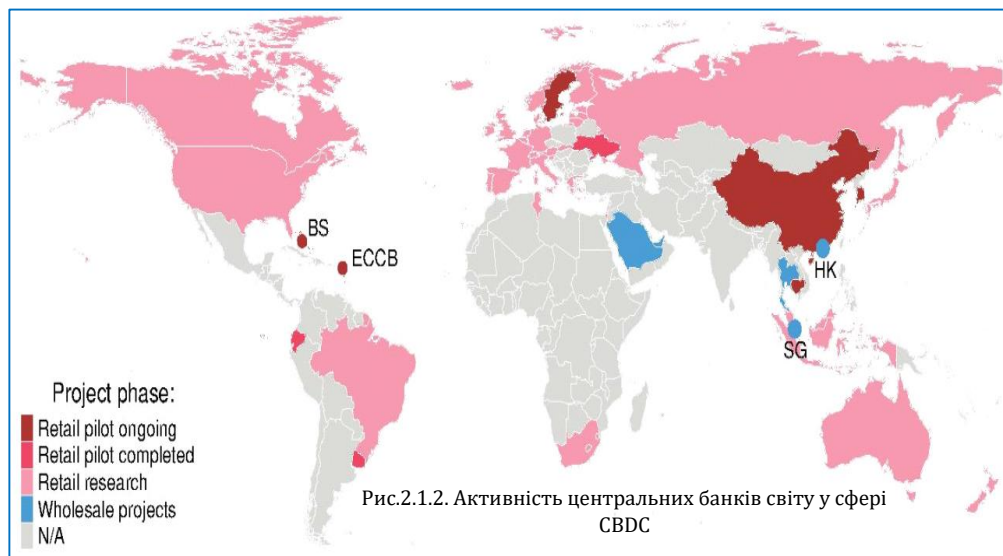 BS
ECCB
HK
SG
Project phase:
Retail pilot ongoing
Retail pilot completed
Retail research
Wholesale projects
N/A
Рис.2.1.2. Активність центральних банків світу у сфері
CBDC